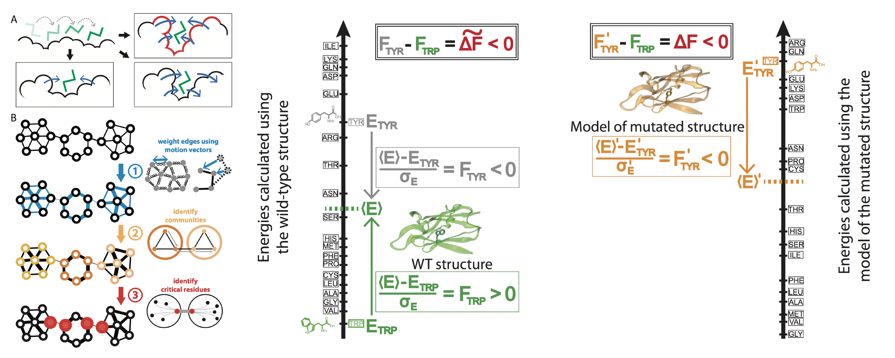 A
B
weight edges using
motion vectors
1
identify
communities
2
identify
critical residues
3
Energies calculated using
the wild-type structure
ILE
LYS
GLN
ASP
GLU
TYR
ARG
THR
ASN
SER
HIS
MET
PHE
PRO
CYS
LEU
ALA
GLY
VAL
TRP
F_TYR - F_TRP = ΔF̃ < 0
E_TYR
⟨E⟩-E_TYR / σ_E = F_TYR < 0
⟨E⟩
WT structure
⟨E⟩-E_TRP / σ_E = F_TRP > 0
E_TRP
F'_TYR - F_TRP = ΔF < 0
E'_TYR
Model of mutated structure
⟨E⟩'-E'_TYR / σ'_E = F'_TYR < 0
⟨E⟩'
ARG
GLN
TYR
GLU
LYS
ASP
TRP
ASN
PRO
CYS
THR
HIS
SER
ILE
PHE
LEU
ALA
MET
VAL
GLY
Energies calculated using the
model of the mutated structure